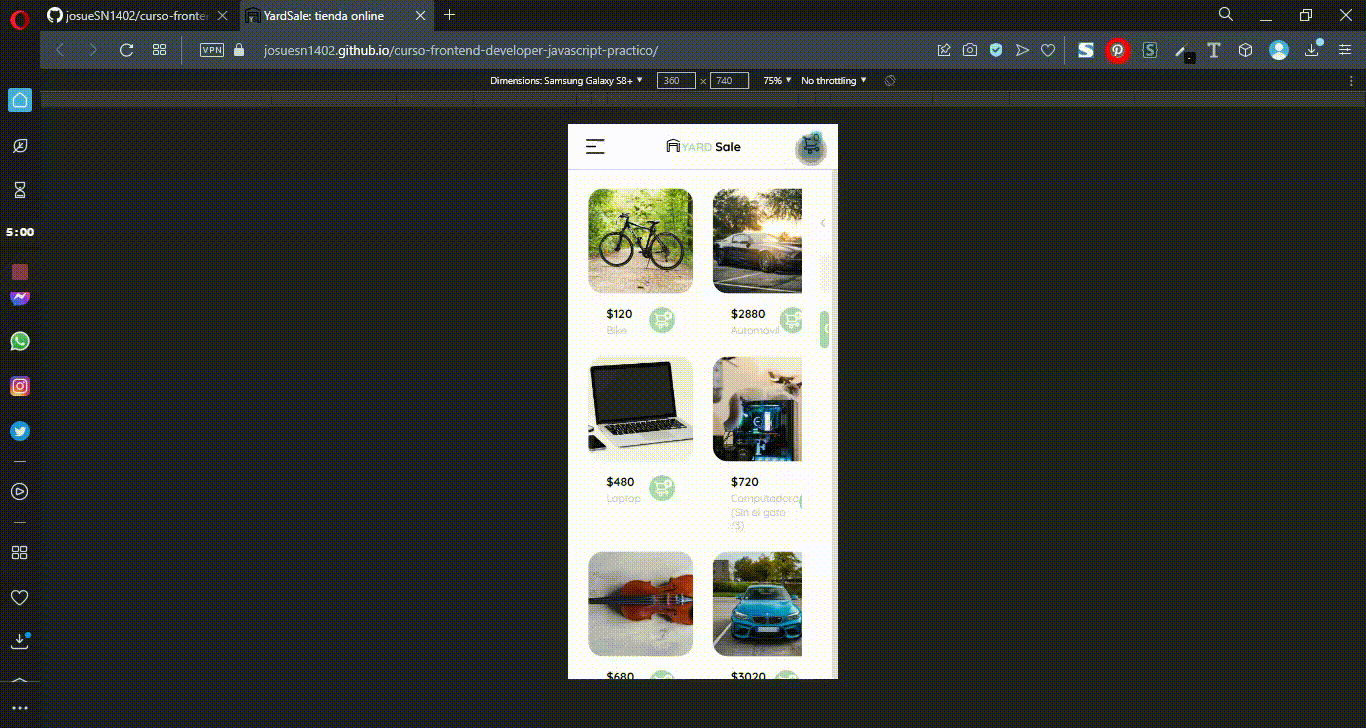 josueSN1402/curso-fronte
YardSale: tienda online
VPN
josuesn1402.github.io/curso-frontend-developer-javascript-practico/
Dimensions: Samsung Galaxy S8+ 360 × 740 75% No throttling
5:00
YARD Sale
$120 $2880
Bike Automóvil
$480 $720
Laptop Computadora
(Sin el gato
:3)
$680 $3020